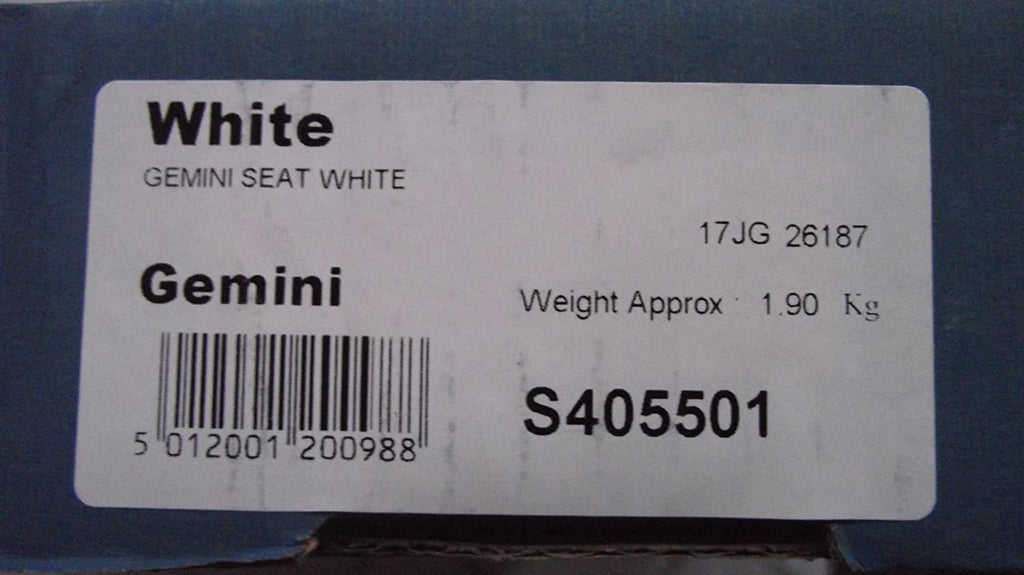 White
GEMINI SEAT WHITE
17JG 26187
Gemini
Weight Approx 1.90 Kg
S405501
5 012001 200988